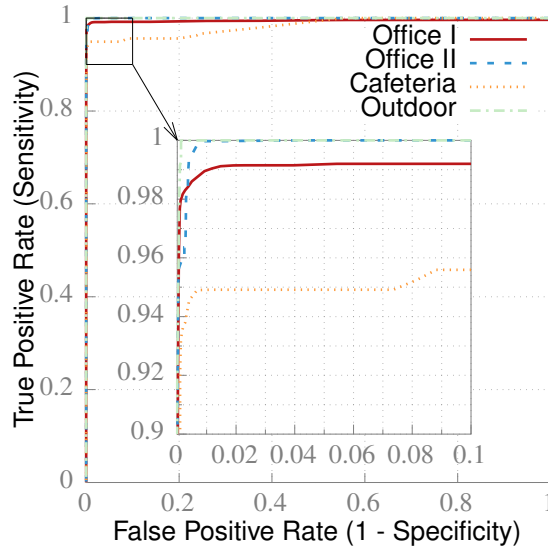 Office I
Office II
Cafeteria
Outdoor
True Positive Rate (Sensitivity)
1
0.8
0.6
0.4
0.2
0
1
0.98
0.96
0.94
0.92
0.9
0 0.02 0.04 0.06 0.08 0.1
0 0.2 0.4 0.6 0.8 1
False Positive Rate (1 - Specificity)